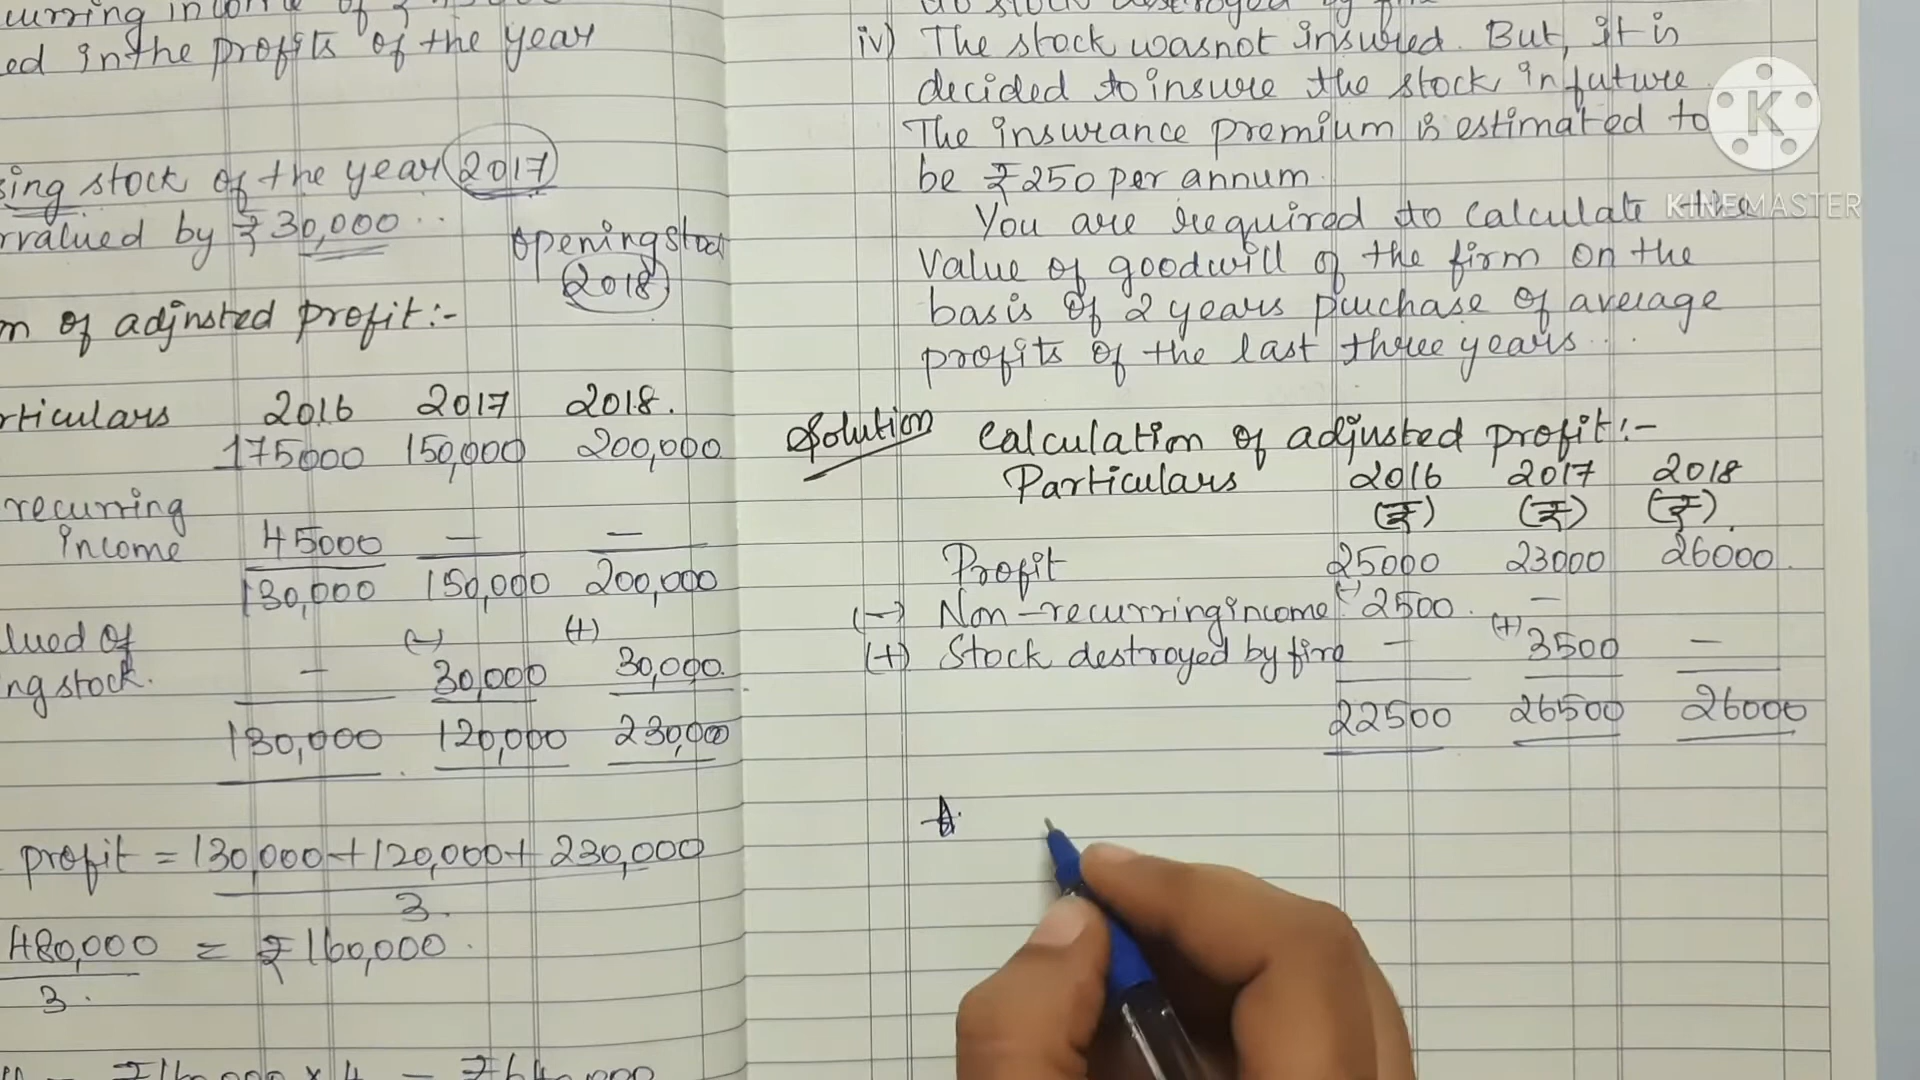 curring income of ₹
ed in the profits of the year
sing stock of the year 2017
rvalued by ₹30,000..
opening stock
2018
n of adjusted profit:-
rticulars 2016 2017 2018.
175000 150,000 200,000
recurring
income 45000 — —
130,000 150,000 200,000
lued of (-) (+)
ng stock. - 30,000 30,000.
130,000 120,000 230,000
profit = 130,000+120,000+230,000
3.
480,000 = ₹160,000.
3.
iv) The stock was not insured. But, it is
decided to insure the stock in future.
The insurance premium is estimated to
be ₹250 per annum.
You are required to calculate the
Value of goodwill of the firm on the
basis of 2 years purchase of average
profits of the last three years..
Solution Calculation of adjusted profit:-
Particulars 2016 2017 2018
(₹) (₹) (₹).
Profit 25000 23000 26000.
(-) Non-recurring income (-) 2500. —
(+) Stock destroyed by fire — (+) 3500 —
22500 26500 26000
K
KINEMASTER